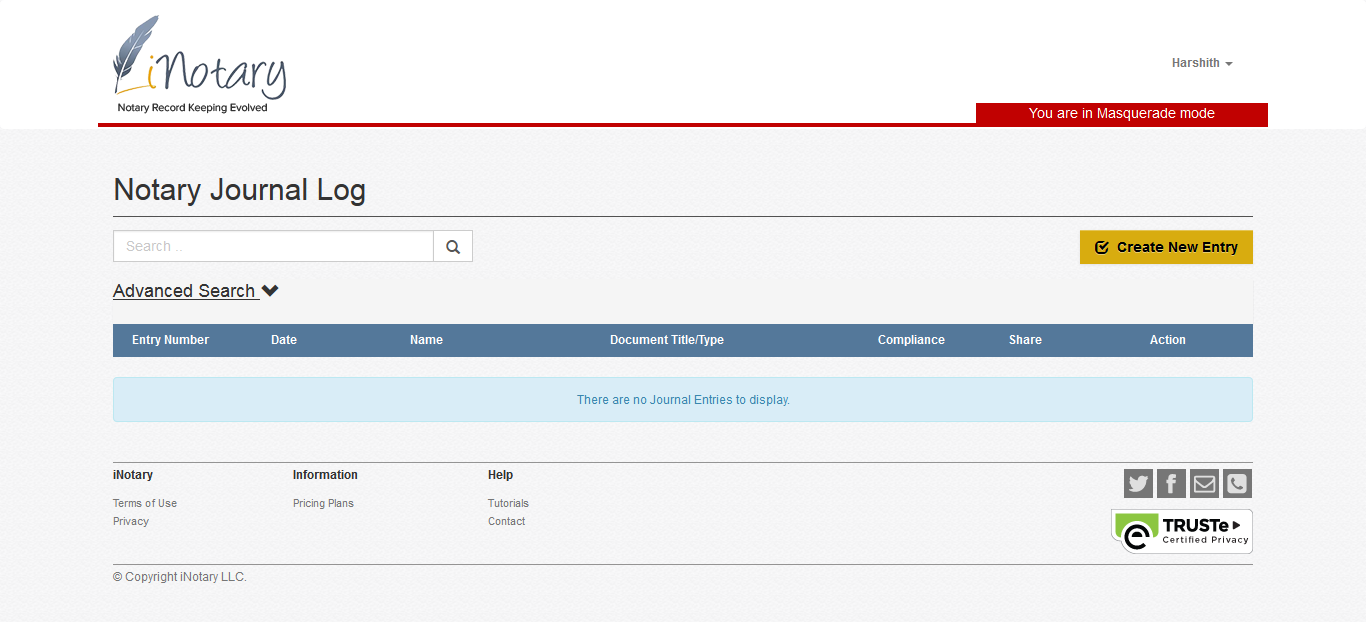 iNotary
Notary Record Keeping Evolved
Harshith
You are in Masquerade mode
Notary Journal Log
Search ..
Create New Entry
Advanced Search
Entry Number Date Name Document Title/Type Compliance Share Action
There are no Journal Entries to display.
iNotary Information Help
Terms of Use Pricing Plans Tutorials
Privacy Contact
TRUSTe
Certified Privacy
© Copyright iNotary LLC.